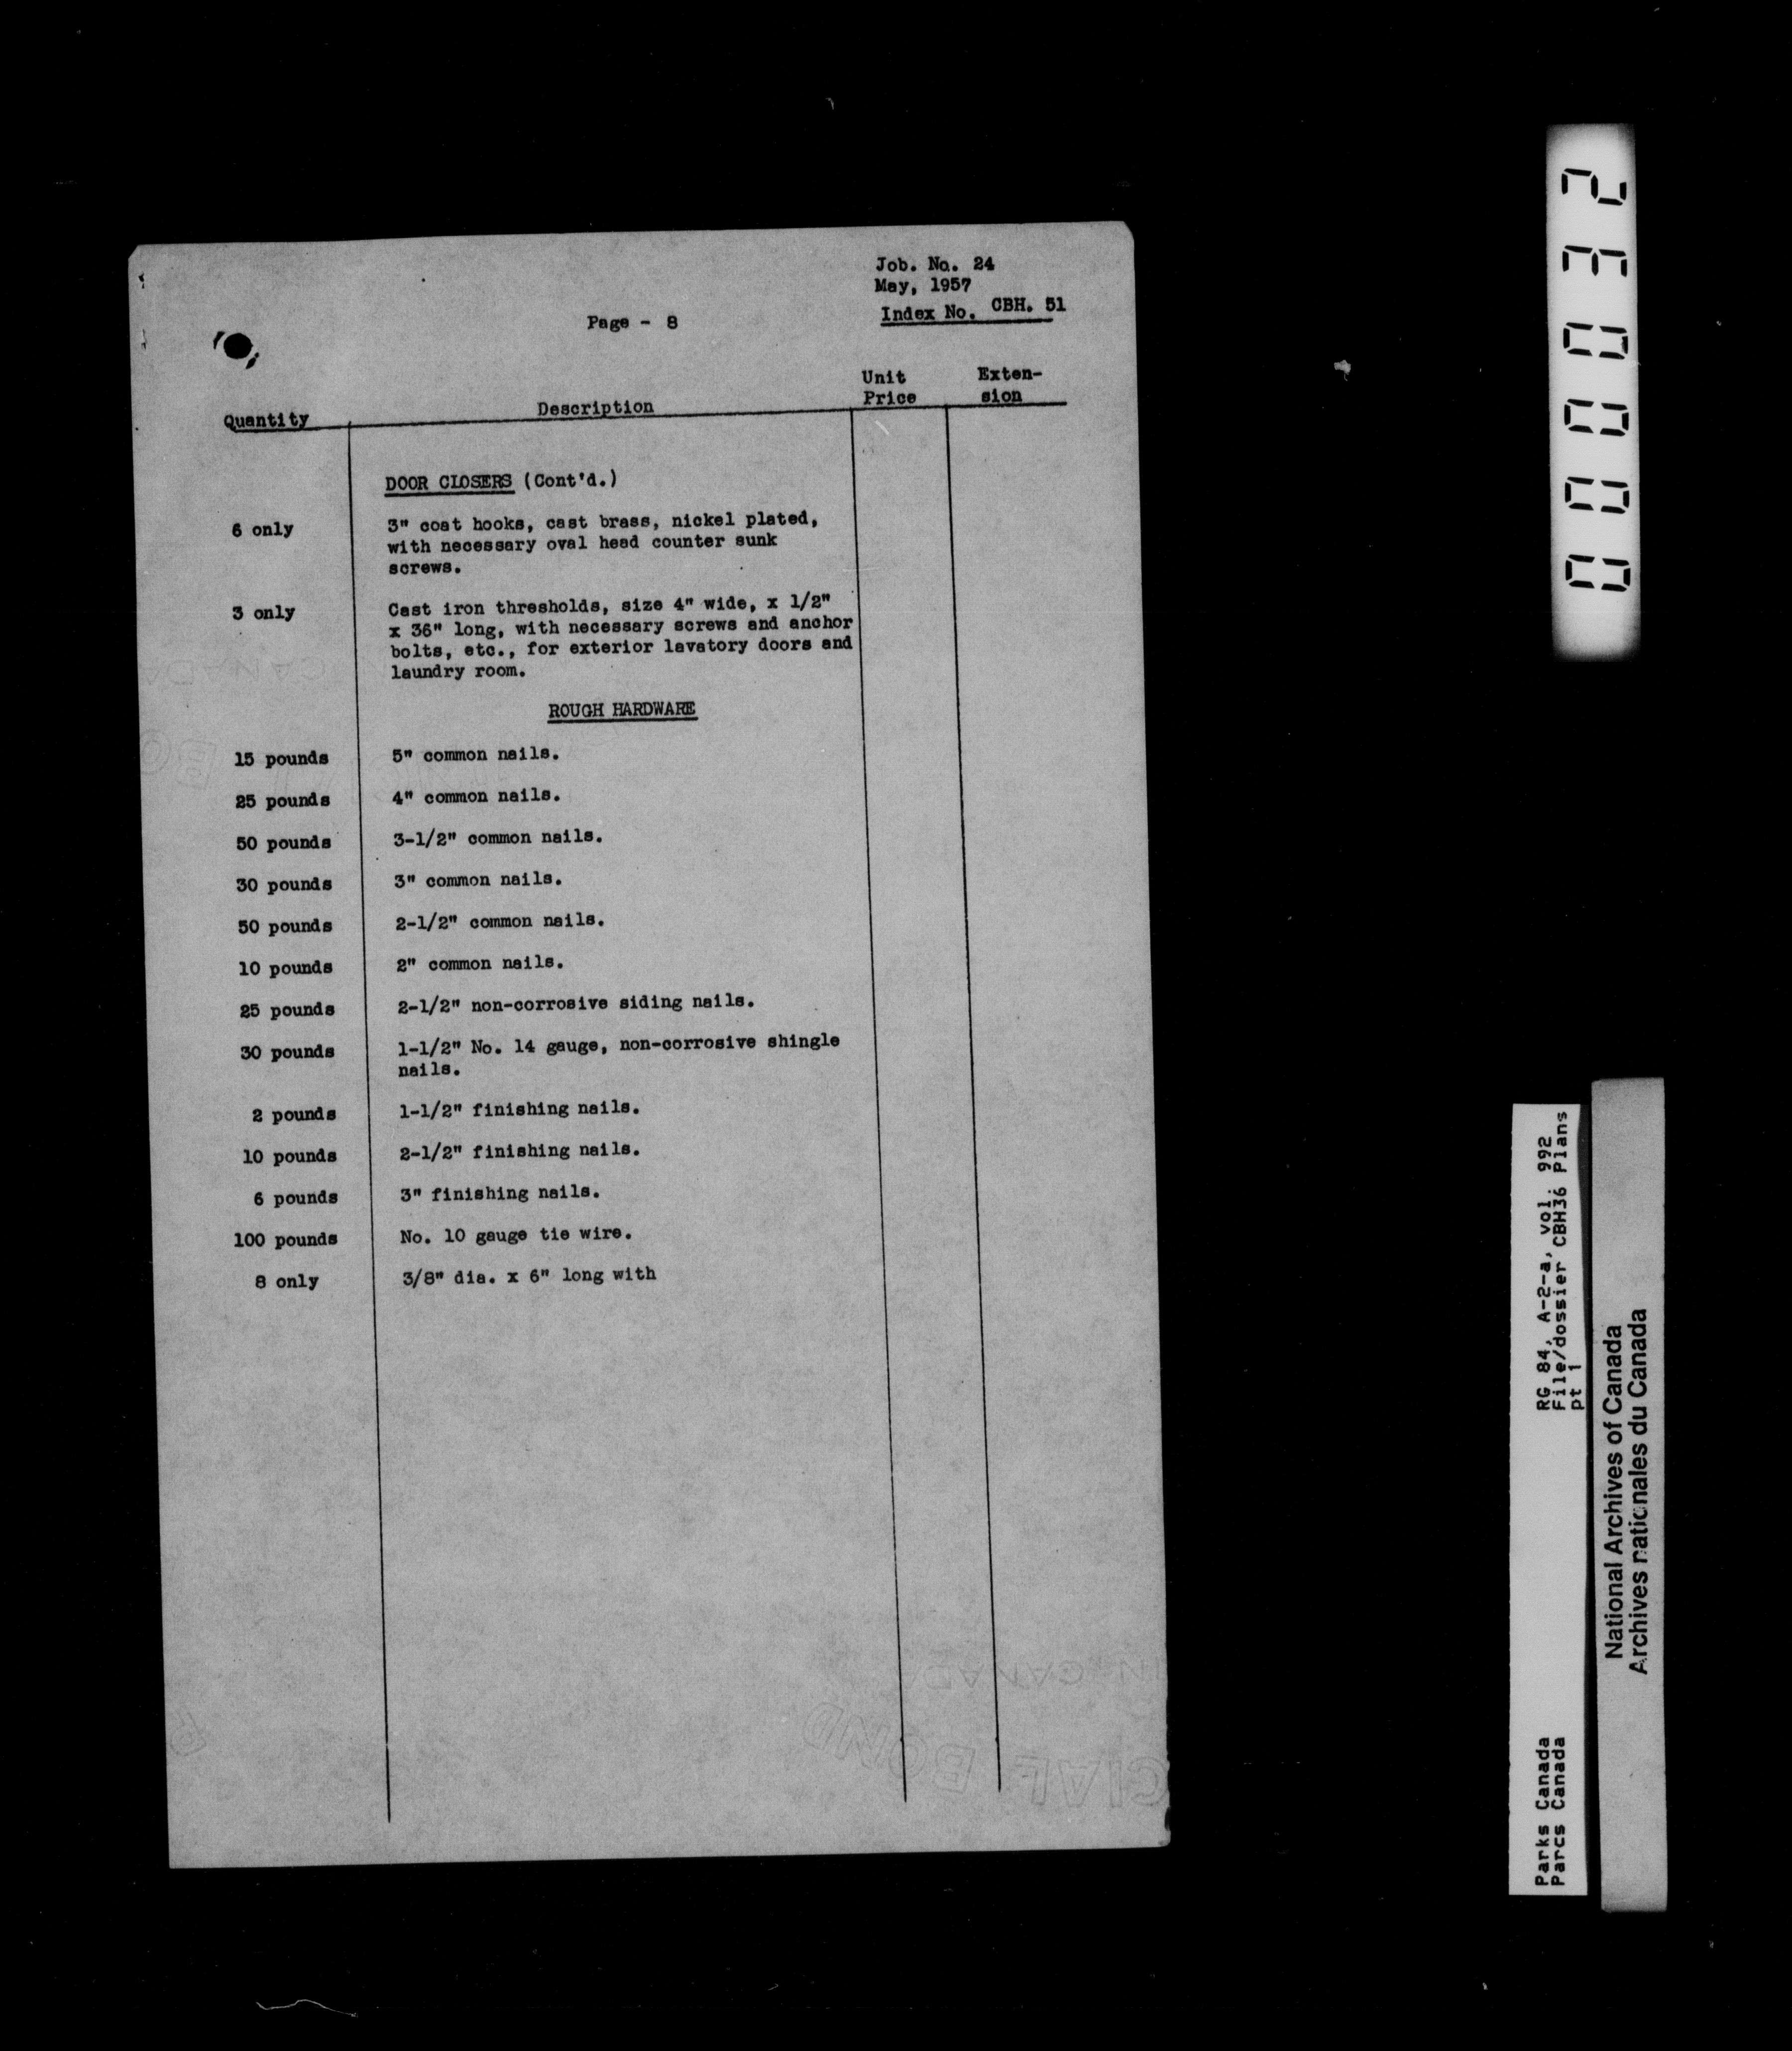 Job. No. 24
May, 1957
Index No. CBH. 51
Page - 8
Quantity Description Unit Price Exten-sion
DOOR CLOSERS (Cont'd.)
6 only 3" coat hooks, cast brass, nickel plated,
with necessary oval head counter sunk
screws.
3 only Cast iron thresholds, size 4" wide, x 1/2"
x 36" long, with necessary screws and anchor
bolts, etc., for exterior lavatory doors and
laundry room.
ROUGH HARDWARE
15 pounds 5" common nails.
25 pounds 4" common nails.
50 pounds 3-1/2" common nails.
30 pounds 3" common nails.
50 pounds 2-1/2" common nails.
10 pounds 2" common nails.
25 pounds 2-1/2" non-corrosive siding nails.
30 pounds 1-1/2" No. 14 gauge, non-corrosive shingle
nails.
2 pounds 1-1/2" finishing nails.
10 pounds 2-1/2" finishing nails.
6 pounds 3" finishing nails.
100 pounds No. 10 gauge tie wire.
8 only 3/8" dia. x 6" long with
000032
RG 84, A-2-a, vol. 992
File/dossier CBH36 Plans
pt 1
Parks Canada
Parcs Canada
National Archives of Canada
Archives nationales du Canada